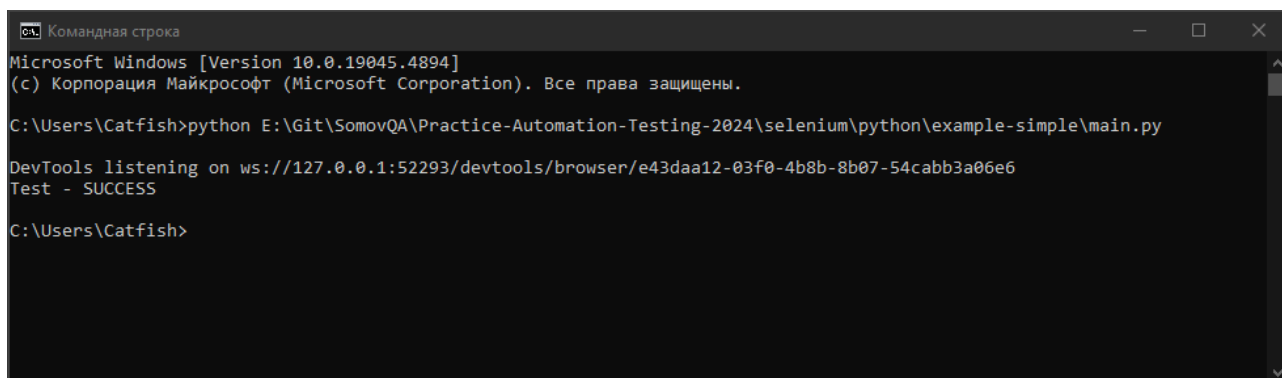 Командная строка
Microsoft Windows [Version 10.0.19045.4894]
(c) Корпорация Майкрософт (Microsoft Corporation). Все права защищены.
C:\Users\Catfish>python E:\Git\SomovQA\Practice-Automation-Testing-2024\selenium\python\example-simple\main.py
DevTools listening on ws://127.0.0.1:52293/devtools/browser/e43daa12-03f0-4b8b-8b07-54cabb3a06e6
Test - SUCCESS
C:\Users\Catfish>